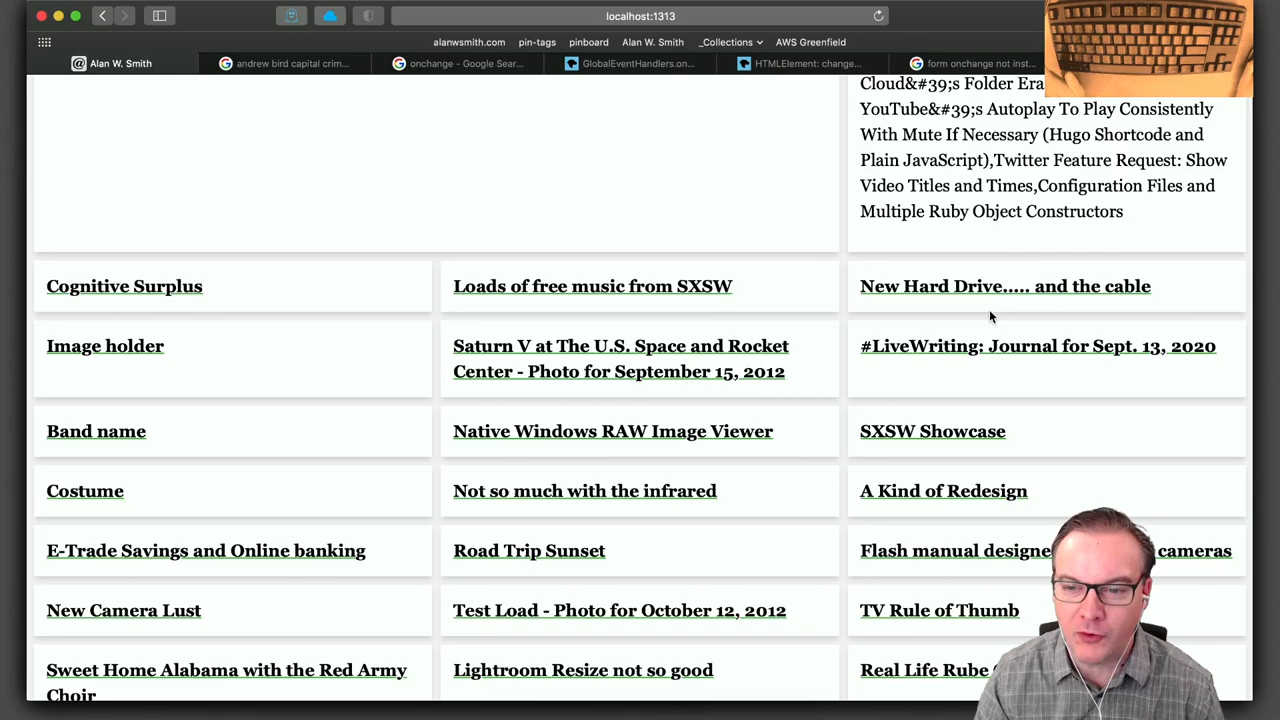 localhost:1313
alanwsmith.com pin-tags pinboard Alan W. Smith _Collections AWS Greenfield
@ Alan W. Smith
andrew bird capital crim...
onchange - Google Sear...
GlobalEventHandlers.on...
HTMLElement: change...
form onchange not inst...
Cloud&#39;s Folder Era
YouTube&#39;s Autoplay To Play Consistently
With Mute If Necessary (Hugo Shortcode and
Plain JavaScript),Twitter Feature Request: Show
Video Titles and Times,Configuration Files and
Multiple Ruby Object Constructors
Cognitive Surplus
Loads of free music from SXSW
New Hard Drive..... and the cable
Image holder
Saturn V at The U.S. Space and Rocket
Center - Photo for September 15, 2012
#LiveWriting: Journal for Sept. 13, 2020
Band name
Native Windows RAW Image Viewer
SXSW Showcase
Costume
Not so much with the infrared
A Kind of Redesign
E-Trade Savings and Online banking
Road Trip Sunset
Flash manual designe cameras
New Camera Lust
Test Load - Photo for October 12, 2012
TV Rule of Thumb
Sweet Home Alabama with the Red Army
Choir
Lightroom Resize not so good
Real Life Rube